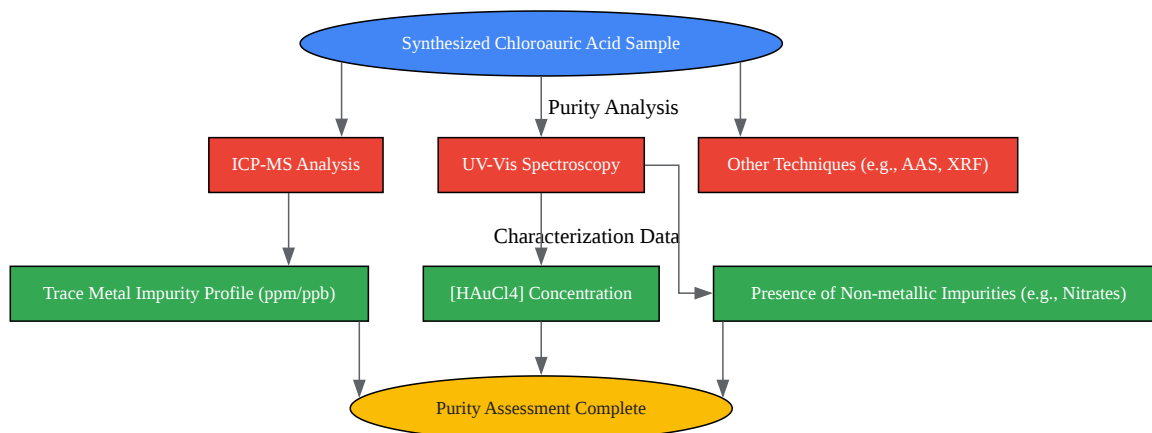 Synthesized Chloroauric Acid Sample
Purity Analysis
ICP-MS Analysis
UV-Vis Spectroscopy
Other Techniques (e.g., AAS, XRF)
Characterization Data
Trace Metal Impurity Profile (ppm/ppb)
[HAuCl4] Concentration
Presence of Non-metallic Impurities (e.g., Nitrates)
Purity Assessment Complete